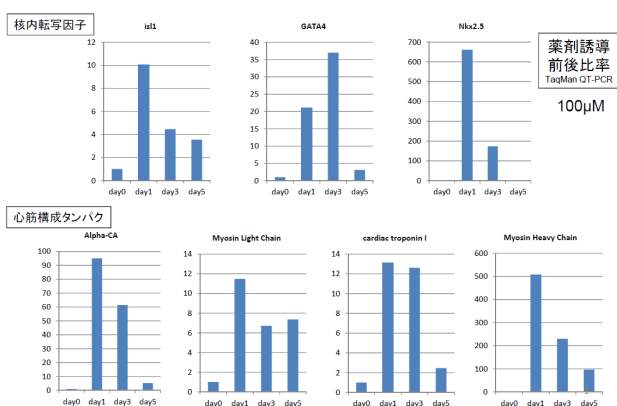 核内転写因子
isl1
12
10
8
6
4
2
0
day0 day1 day3 day5
GATA4
40
35
30
25
20
15
10
5
0
day0 day1 day3 day5
Nkx2.5
700
600
500
400
300
200
100
0
day0 day1 day3 day5
薬剤誘導
前後比率
TaqMan QT-PCR
100μM
心筋構成タンパク
Alpha-CA
100
90
80
70
60
50
40
30
20
10
0
day0 day1 day3 day5
Myosin Light Chain
14
12
10
8
6
4
2
0
day0 day1 day3 day5
cardiac troponin I
14
12
10
8
6
4
2
0
day0 day1 day3 day5
Myosin Heavy Chain
600
500
400
300
200
100
0
day0 day1 day3 day5